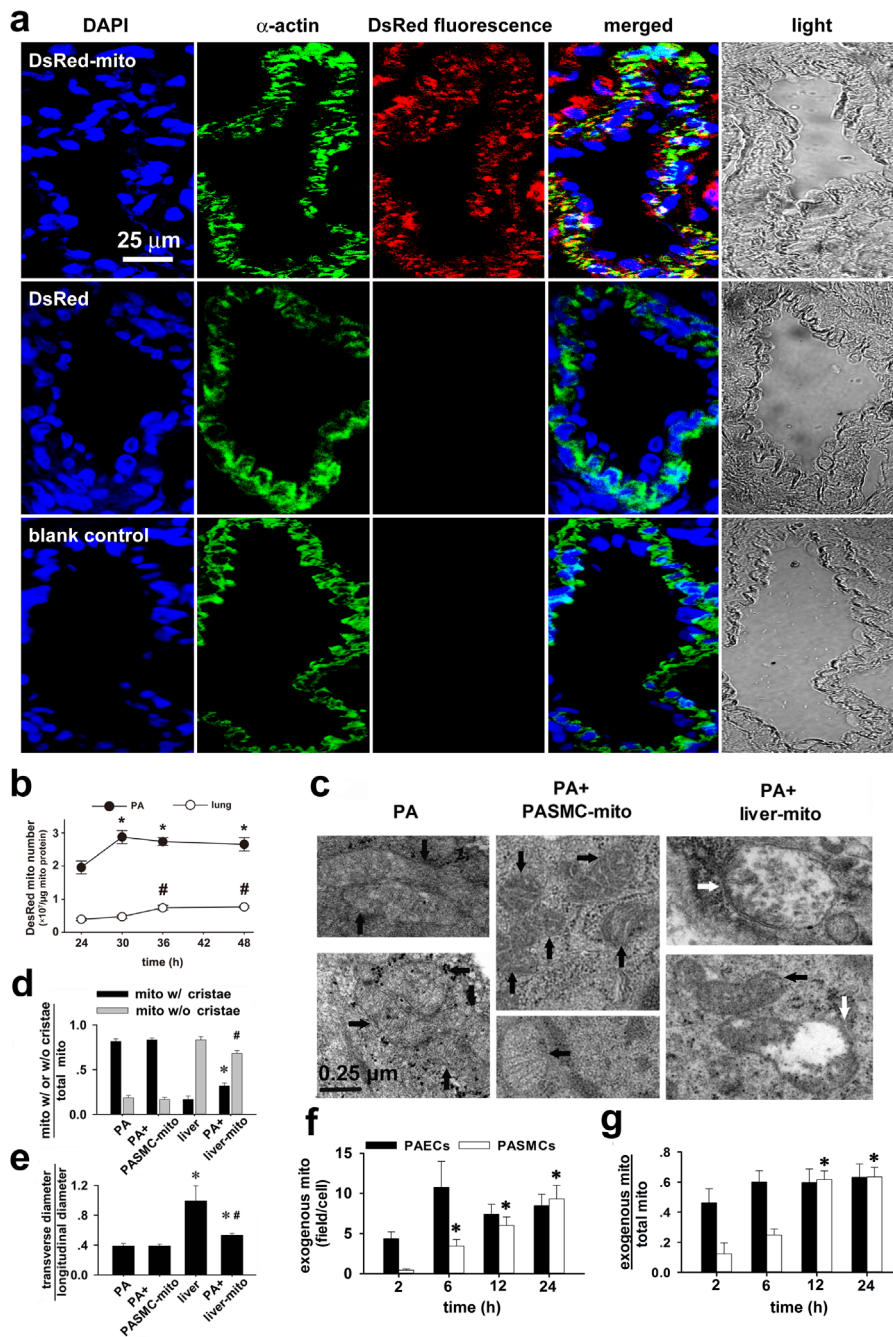 a
DAPI α-actin DsRed fluorescence merged light
DsRed-mito
25 μm
DsRed
blank control
b
PA lung
DesRed mito number
(×10⁷/μg mito protein)
3
2
1
0
* * *
# #
24 30 36 42 48
time (h)
c
PA
PA+
PASMC-mito
PA+
liver-mito
0.25 μm
d
mito w/ cristae
mito w/o cristae
mito w/ or w/o cristae
total mito
1.0
.5
0.0
* #
PA
PA+
PASMC-mito
liver
PA+
liver-mito
e
transverse diameter
longitudinal diameter
1.2
.8
.4
0.0
* *#
PA
PA+
PASMC-mito
liver
PA+
liver-mito
f
PAECs PASMCs
exogenous mito
(field/cell)
15
10
5
0
* * *
2 6 12 24
time (h)
g
exogenous mito
total mito
.8
.6
.4
.2
0.0
* *
2 6 12 24
time (h)